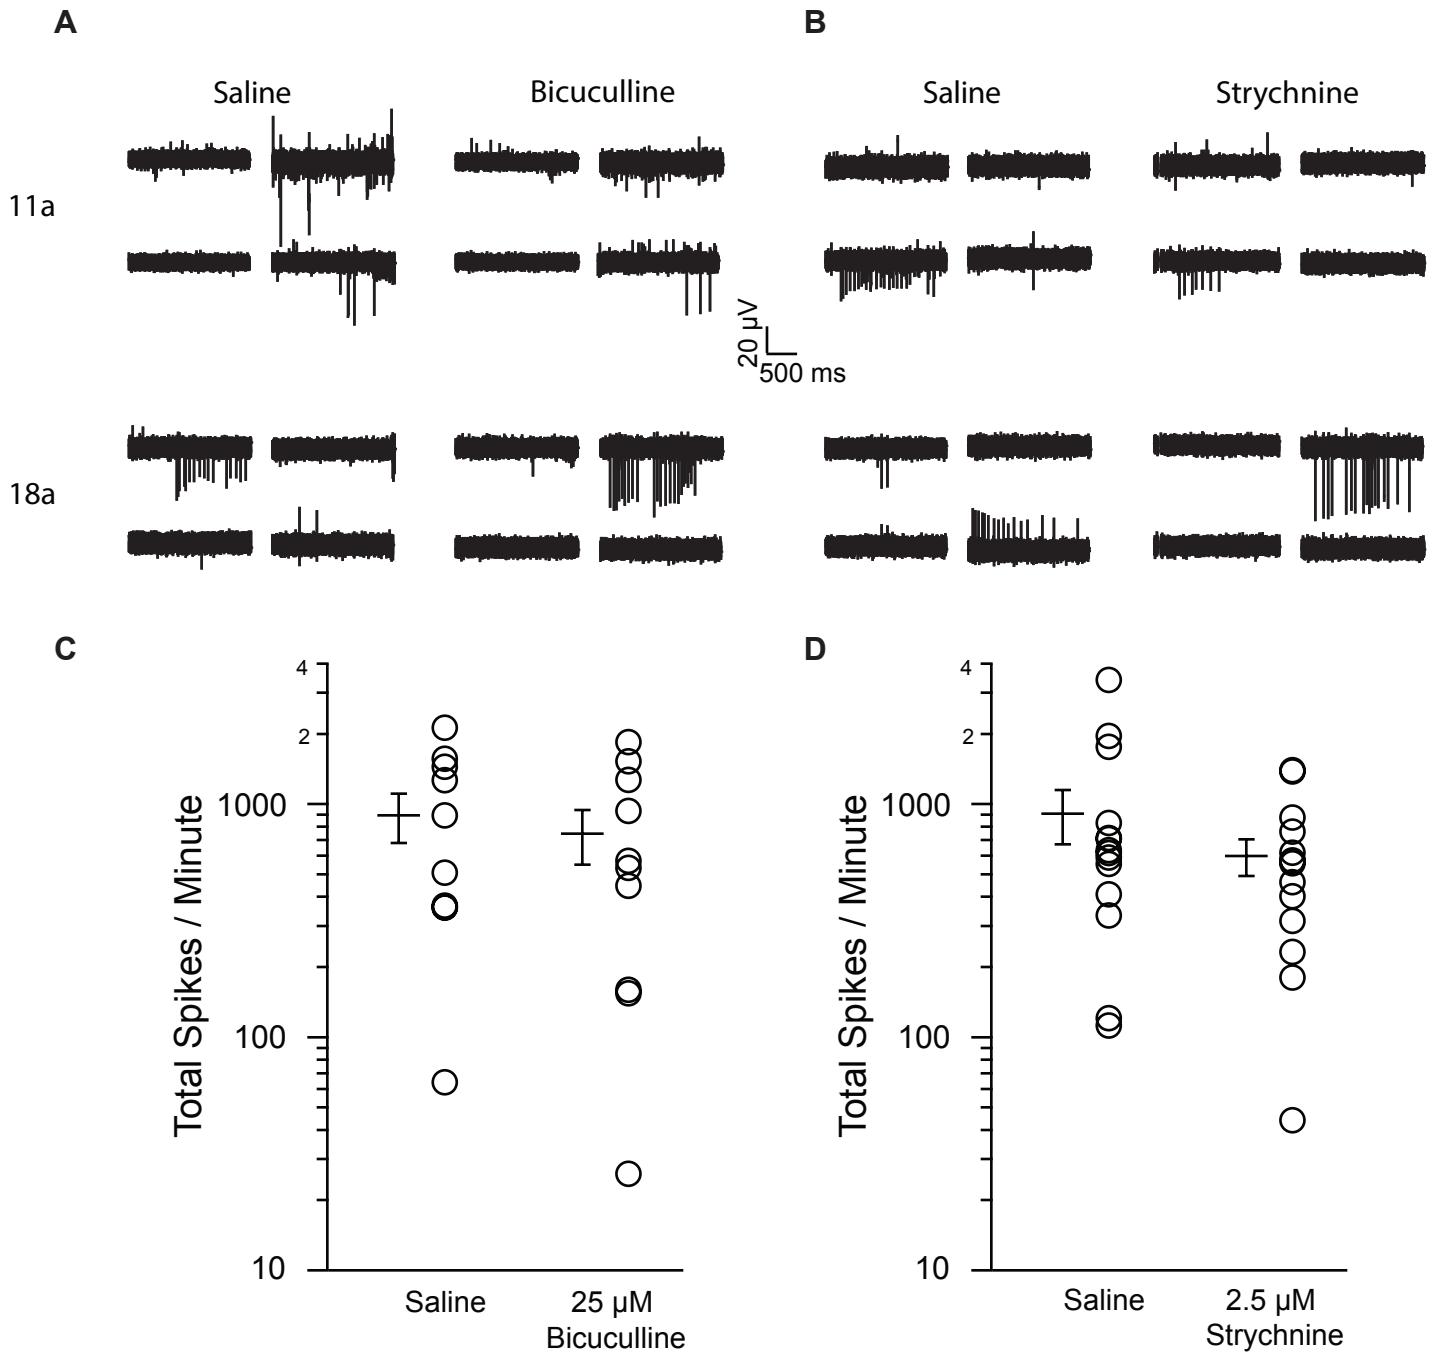 A
B
Saline
Bicuculline
Saline
Strychnine
11a
20 µV
500 ms
18a
C
4
2
1000
100
10
Total Spikes / Minute
Saline
25 µM
Bicuculline
D
4
2
1000
100
10
Total Spikes / Minute
Saline
2.5 µM
Strychnine